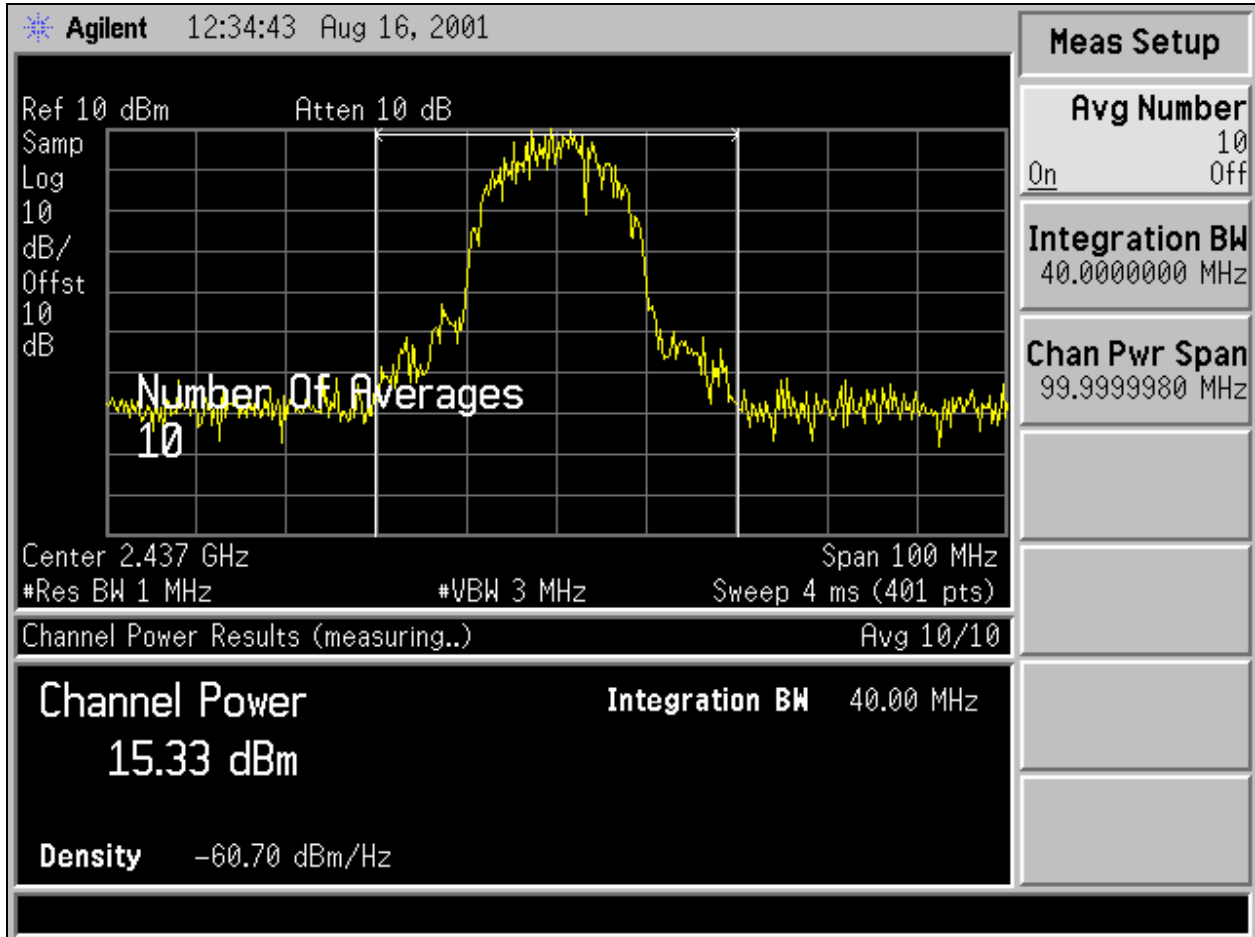 Agilent 12:34:43 Aug 16, 2001
Meas Setup
Ref 10 dBm Atten 10 dB
Samp
Log
10
dB/
Offst
10
dB
Number Of Averages
10
Center 2.437 GHz Span 100 MHz
#Res BW 1 MHz #VBW 3 MHz Sweep 4 ms (401 pts)
Channel Power Results (measuring..) Avg 10/10
Channel Power Integration BW 40.00 MHz
15.33 dBm
Density -60.70 dBm/Hz
Avg Number
10
On Off
Integration BW
40.0000000 MHz
Chan Pwr Span
99.9999980 MHz